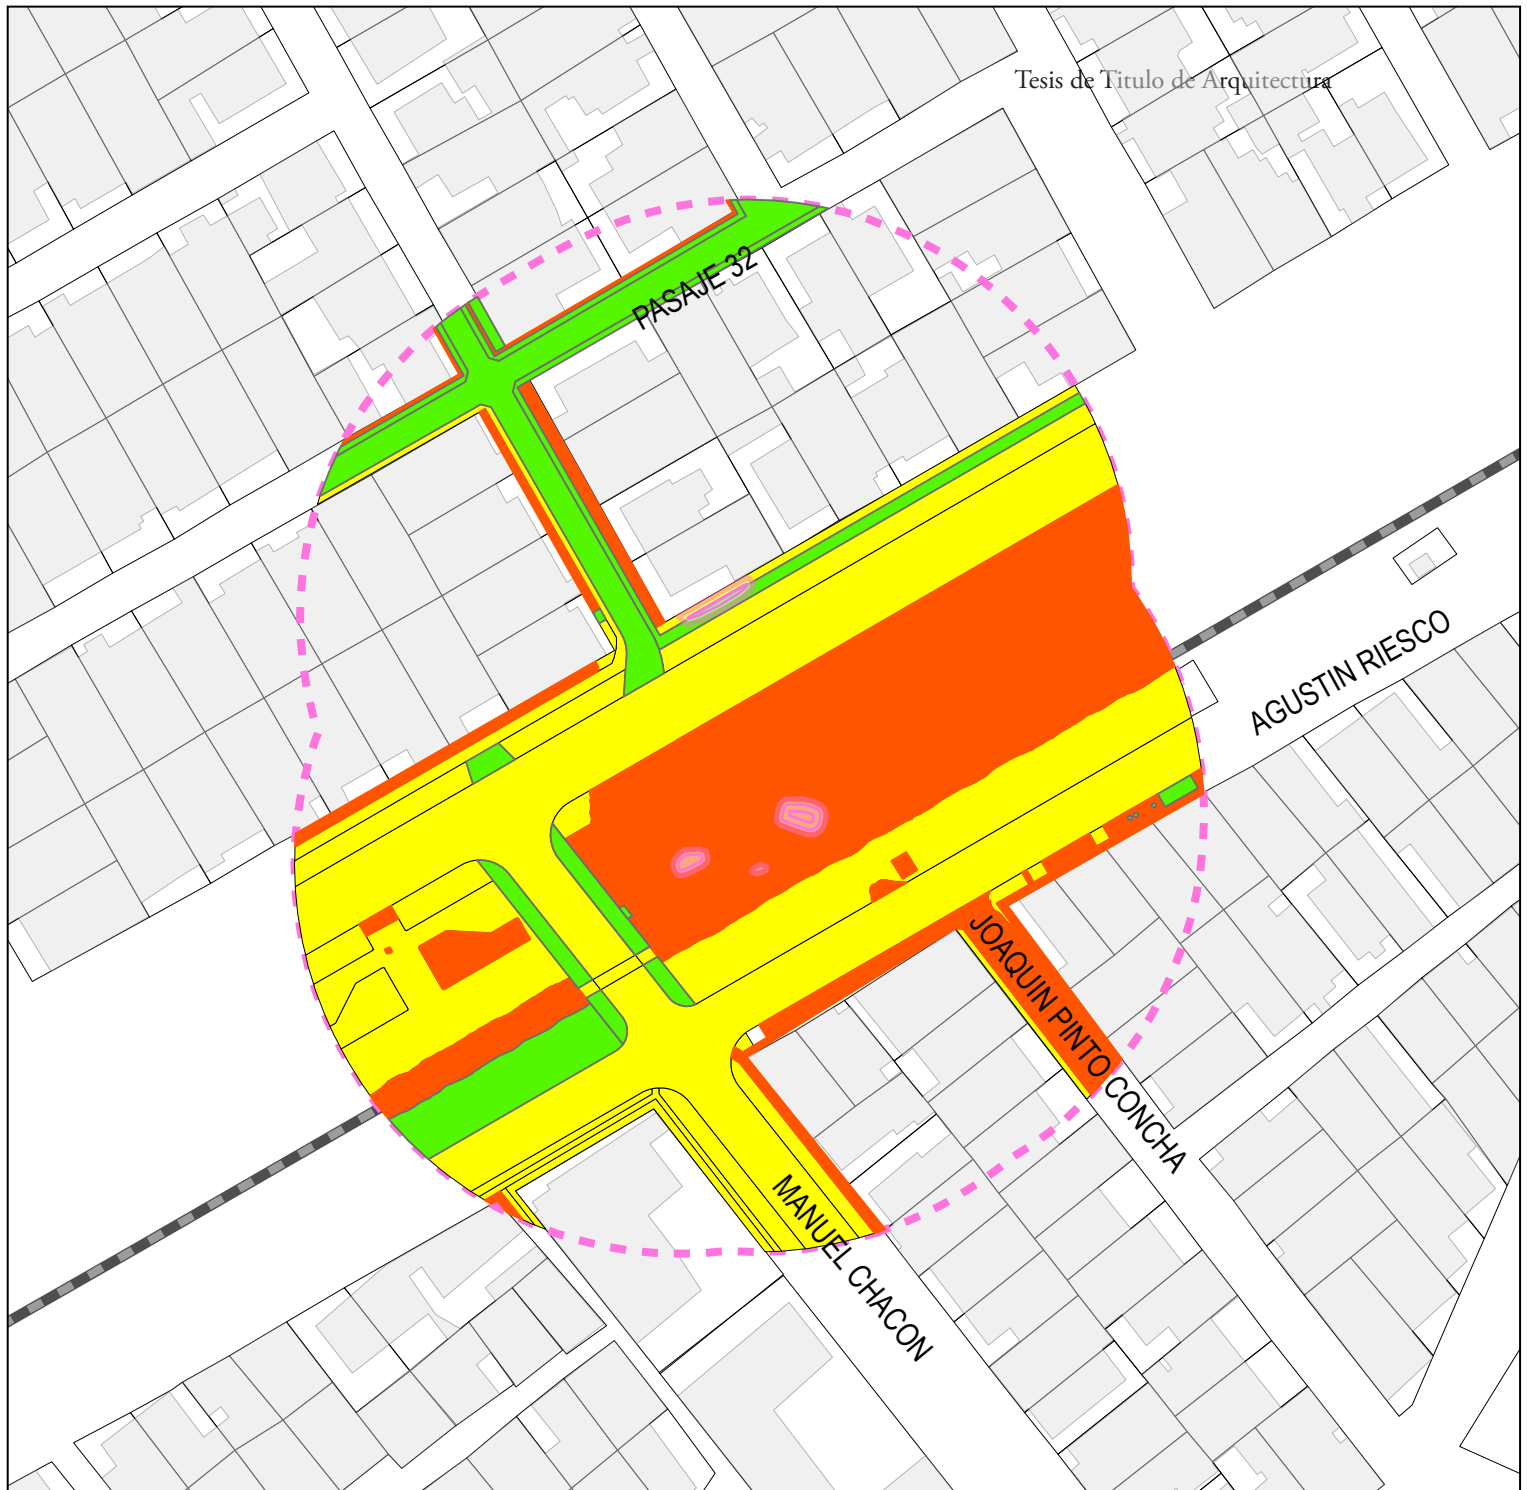 Tesis de Titulo de Arquitectura
PASAJE 32
AGUSTIN RIESCO
JOAQUIN PINTO CONCHA
MANUEL CHACON